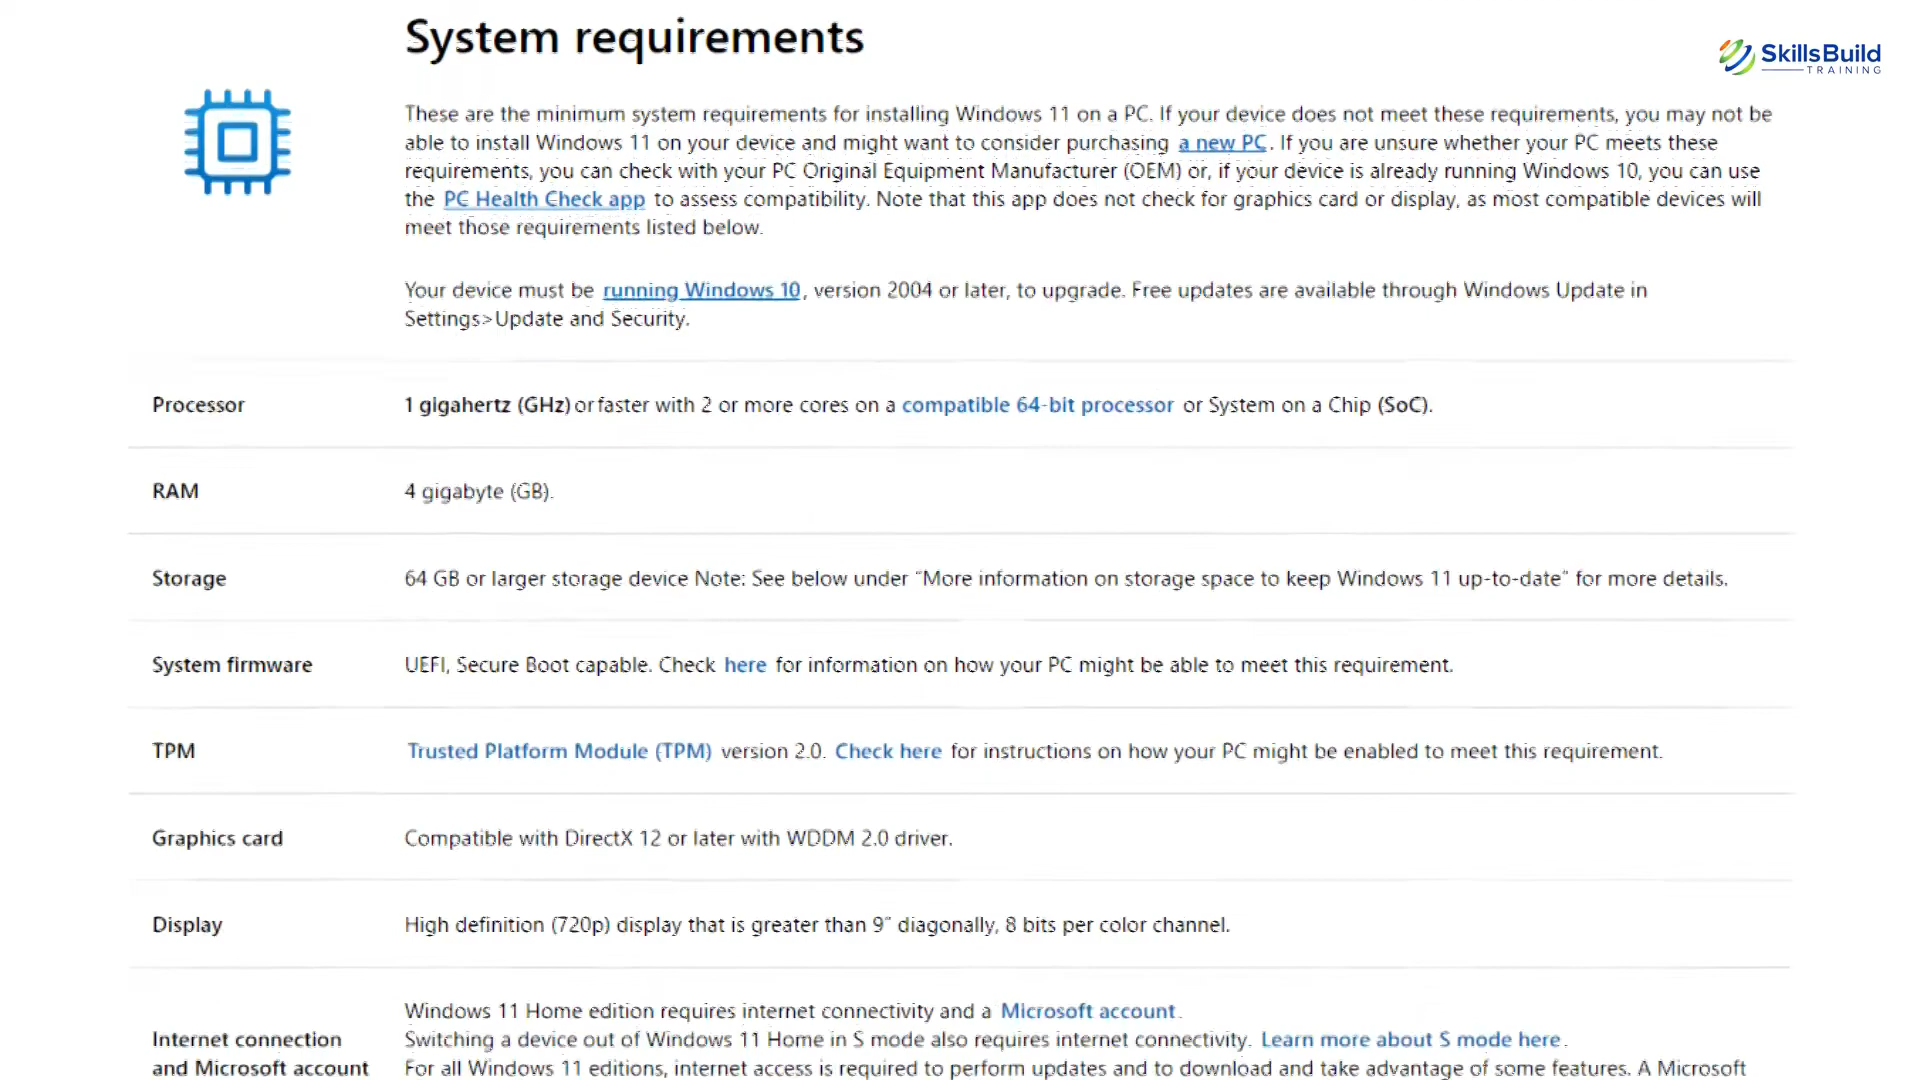 System requirements
SkillsBuild
TRAINING
These are the minimum system requirements for installing Windows 11 on a PC. If your device does not meet these requirements, you may not be
able to install Windows 11 on your device and might want to consider purchasing a new PC. If you are unsure whether your PC meets these
requirements, you can check with your PC Original Equipment Manufacturer (OEM) or, if your device is already running Windows 10, you can use
the PC Health Check app to assess compatibility. Note that this app does not check for graphics card or display, as most compatible devices will
meet those requirements listed below.
Your device must be running Windows 10, version 2004 or later, to upgrade. Free updates are available through Windows Update in
Settings>Update and Security.
Processor 1 gigahertz (GHz) or faster with 2 or more cores on a compatible 64-bit processor or System on a Chip (SoC).
RAM 4 gigabyte (GB).
Storage 64 GB or larger storage device Note: See below under “More information on storage space to keep Windows 11 up-to-date” for more details.
System firmware UEFI, Secure Boot capable. Check here for information on how your PC might be able to meet this requirement.
TPM Trusted Platform Module (TPM) version 2.0. Check here for instructions on how your PC might be enabled to meet this requirement.
Graphics card Compatible with DirectX 12 or later with WDDM 2.0 driver.
Display High definition (720p) display that is greater than 9” diagonally, 8 bits per color channel.
Internet connection
and Microsoft account
Windows 11 Home edition requires internet connectivity and a Microsoft account.
Switching a device out of Windows 11 Home in S mode also requires internet connectivity. Learn more about S mode here.
For all Windows 11 editions, internet access is required to perform updates and to download and take advantage of some features. A Microsoft